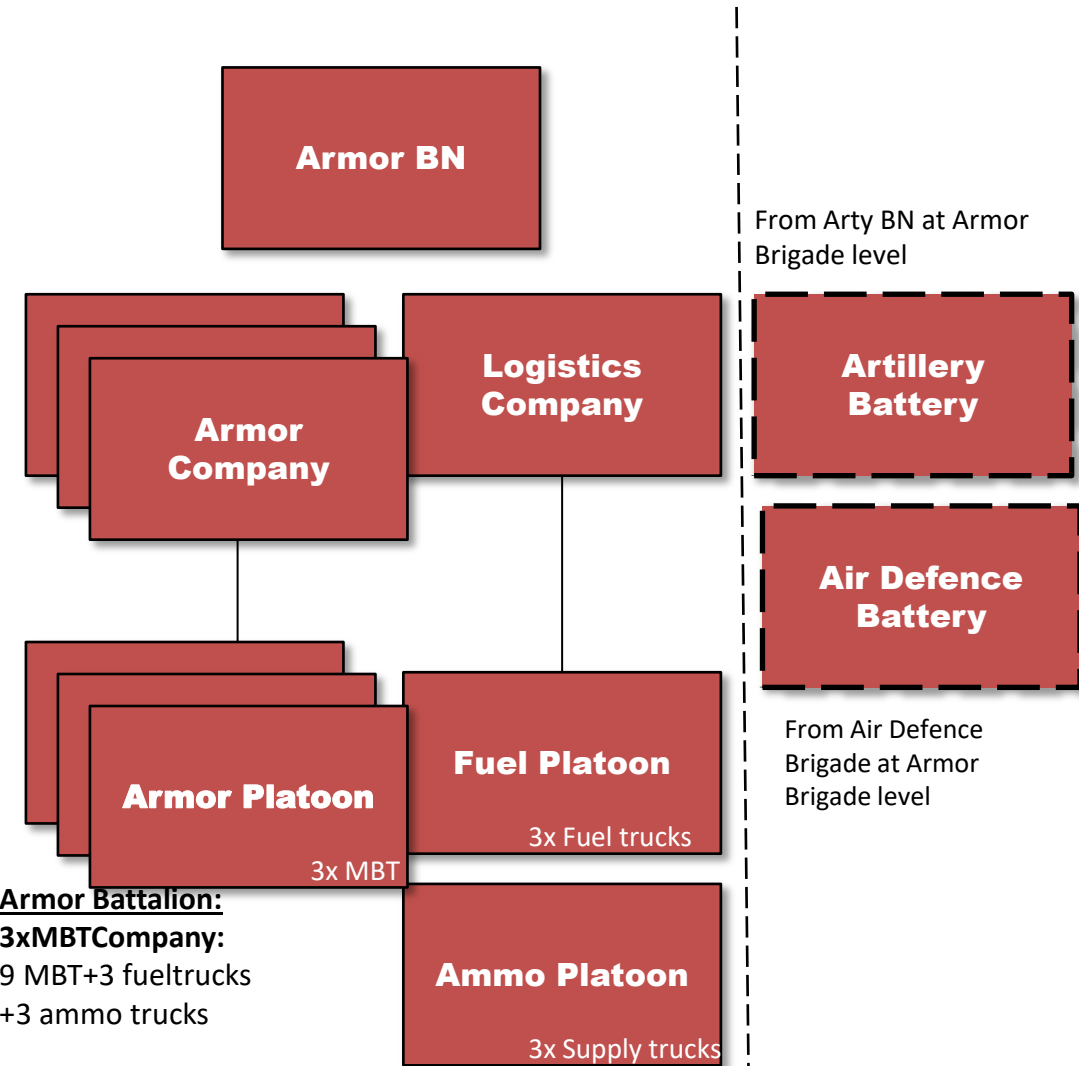 Armor BN
From Arty BN at Armor
Brigade level
Armor
Company
Logistics
Company
Artillery
Battery
Air Defence
Battery
From Air Defence
Brigade at Armor
Brigade level
Armor Platoon
3x MBT
Fuel Platoon
3x Fuel trucks
Ammo Platoon
3x Supply trucks
Armor Battalion:
3xMBTCompany:
9 MBT+3 fueltrucks
+3 ammo trucks